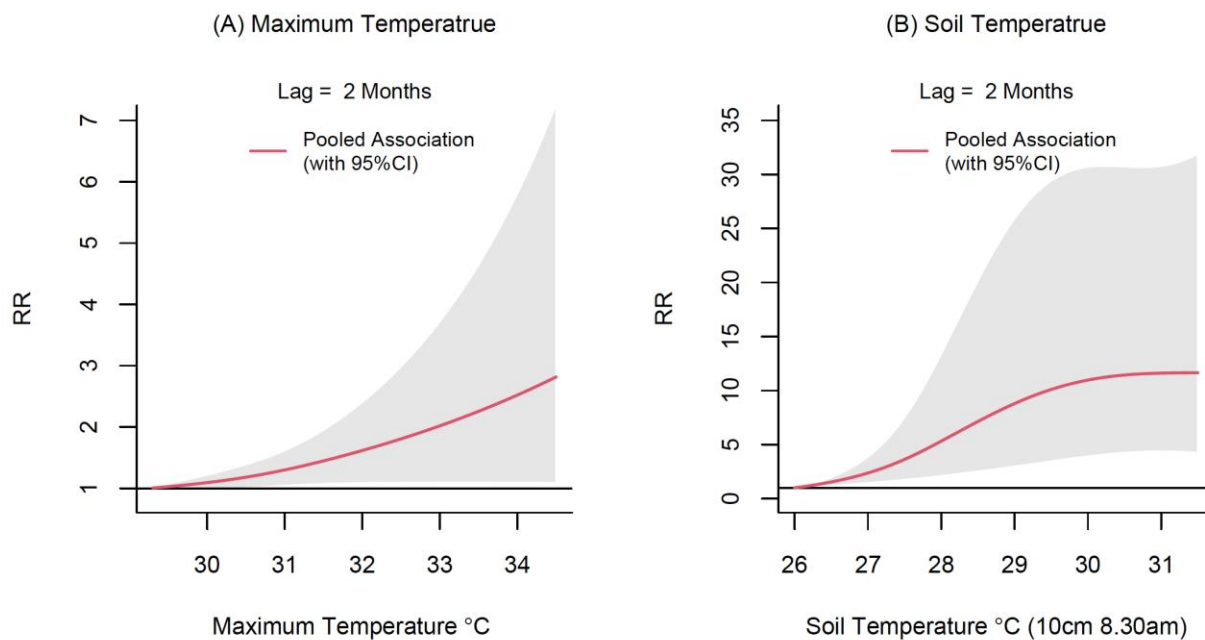 (A) Maximum Temperatrue
Lag = 2 Months
Pooled Association
(with 95%CI)
RR
7
6
5
4
3
2
1
30 31 32 33 34
Maximum Temperature °C
(B) Soil Temperatrue
Lag = 2 Months
Pooled Association
(with 95%CI)
RR
35
30
25
20
15
10
5
0
26 27 28 29 30 31
Soil Temperature °C (10cm 8.30am)